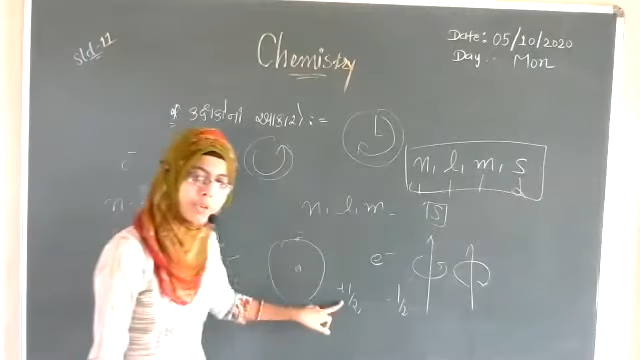 Std-11
Chemistry
Date: 05/10/2020
Day:- Mon
n, l, m, s
e⁻
n, l, m -
s
e⁻
+1/2
-1/2